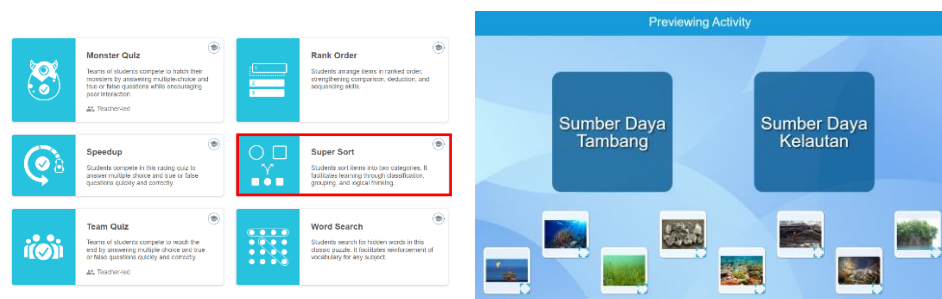 Monster Quiz
Teams of students compete to hatch their
monsters by answering multiple-choice and
true or false questions while encouraging
peer interaction.
Teacher-led
Rank Order
Students arrange items in ranked order,
strengthening comparison, deduction, and
sequencing skills.
1
2
3
Speedup
Students compete in this racing quiz to
answer multiple choice and true or false
questions quickly and correctly.
Super Sort
Students sort items into two categories. It
facilitates learning through classification,
grouping, and logical thinking.
Team Quiz
Teams of students compete to reach the
end by answering multiple choice and true
or false questions quickly and correctly.
Teacher-led
Word Search
Students search for hidden words in this
classic puzzle. It facilitates reinforcement of
vocabulary for any subject.
Previewing Activity
Sumber Daya
Tambang
Sumber Daya
Kelautan